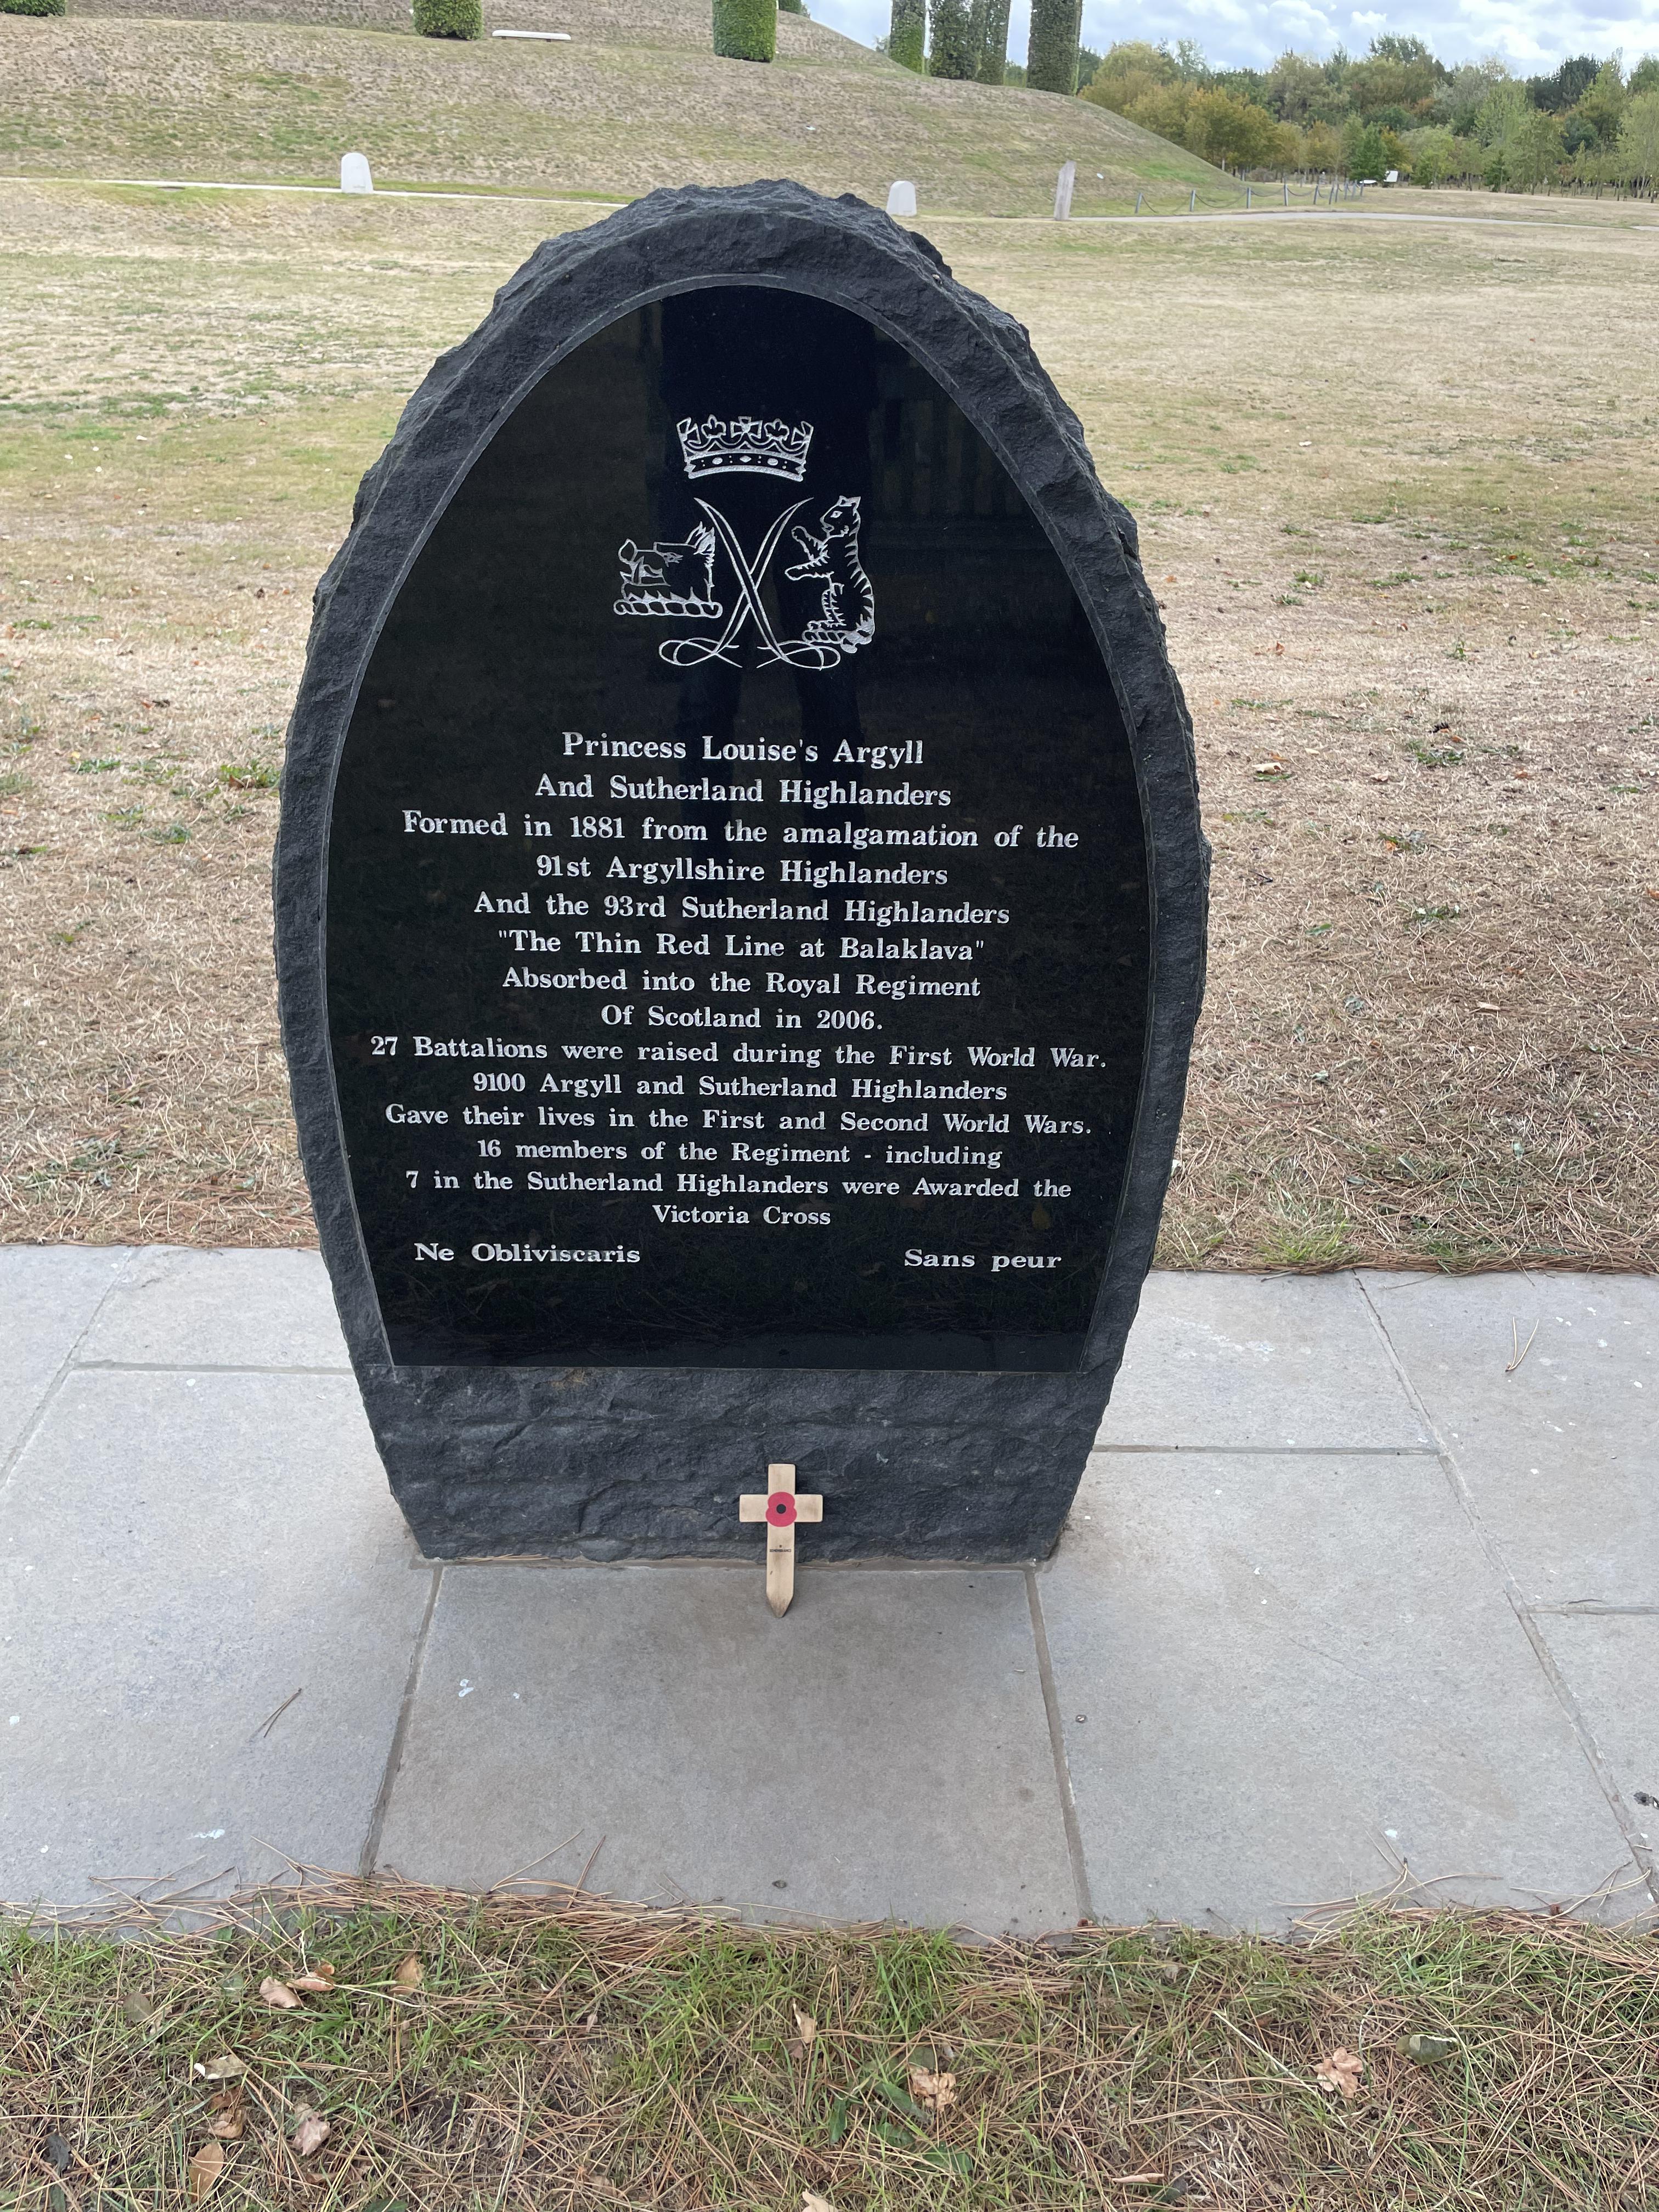 Princess Louise's Argyll
And Sutherland Highlanders
Formed in 1881 from the amalgamation of the
91st Argyllshire Highlanders
And the 93rd Sutherland Highlanders
"The Thin Red Line at Balaklava"
Absorbed into the Royal Regiment
Of Scotland in 2006.
27 Battalions were raised during the First World War.
9100 Argyll and Sutherland Highlanders
Gave their lives in the First and Second World Wars.
16 members of the Regiment - including
7 in the Sutherland Highlanders were Awarded the
Victoria Cross
Ne Obliviscaris Sans peur